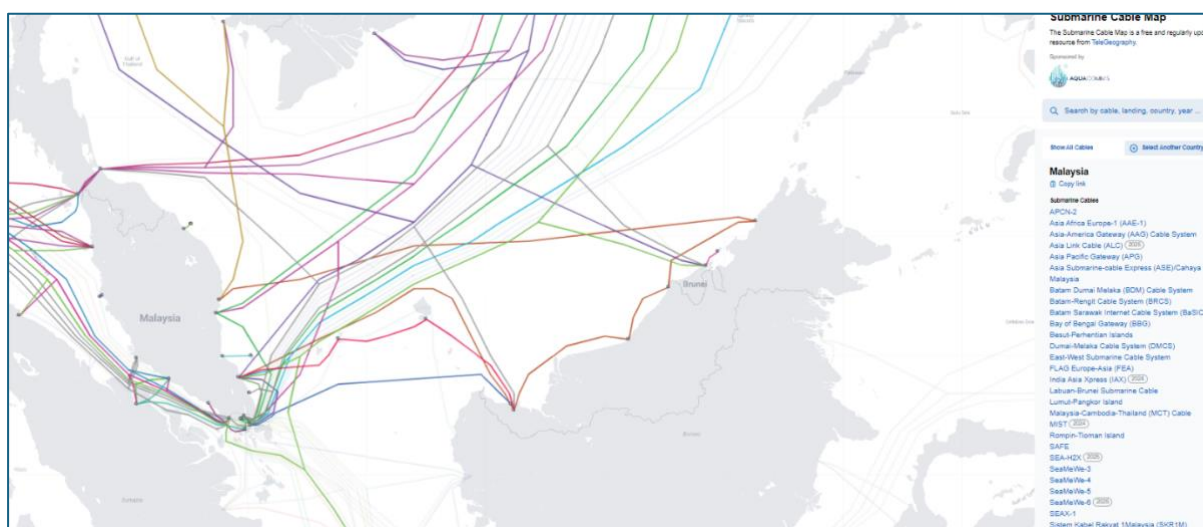 Submarine Cable Map
The Submarine Cable Map is a free and regularly upd
resource from TeleGeography.
Sponsored by
AQUACOMMS
Search by cable, landing, country, year ...
Show All Cables
Select Another Country
Malaysia
Copy link
Submarine Cables
APCN-2
Asia Africa Europe-1 (AAE-1)
Asia-America Gateway (AAG) Cable System
Asia Link Cable (ALC) 2025
Asia Pacific Gateway (APG)
Asia Submarine-cable Express (ASE)/Cahaya
Malaysia
Batam Dumai Melaka (BDM) Cable System
Batam-Rengit Cable System (BRCS)
Batam Sarawak Internet Cable System (BaSIC
Bay of Bengal Gateway (BBG)
Besut-Perhentian Islands
Dumai-Melaka Cable System (DMCS)
East-West Submarine Cable System
FLAG Europe-Asia (FEA)
India Asia Xpress (IAX) 2024
Labuan-Brunei Submarine Cable
Lumut-Pangkor Island
Malaysia-Cambodia-Thailand (MCT) Cable
MIST 2024
Rompin-Tioman Island
SAFE
SEA-H2X
SeaMeWe-3
SeaMeWe-4
SeaMeWe-5
SeaMeWe-6
SEAX-1
Sistem Kabel Rakyat 1Malaysia (SKR1M)
Gulf of
Thailand
Malaysia
Brunei